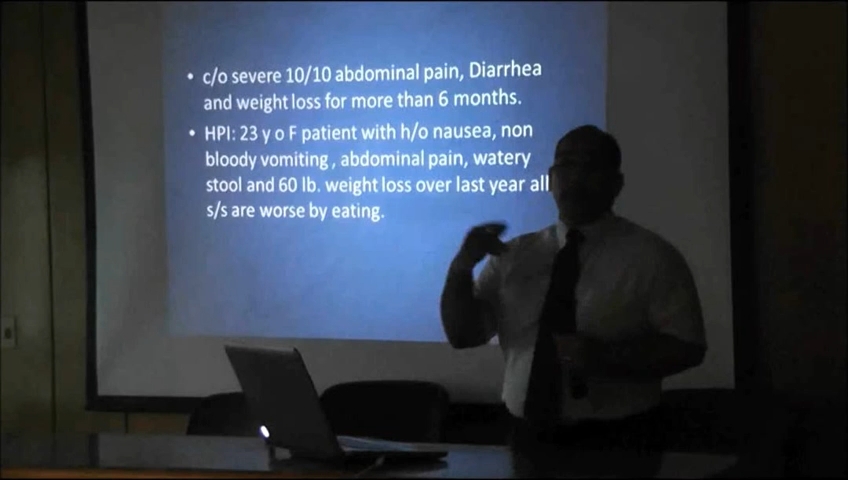 • c/o severe 10/10 abdominal pain, Diarrhea
and weight loss for more than 6 months.
• HPI: 23 y o F patient with h/o nausea, non
bloody vomiting , abdominal pain, watery
stool and 60 lb. weight loss over last year all
s/s are worse by eating.